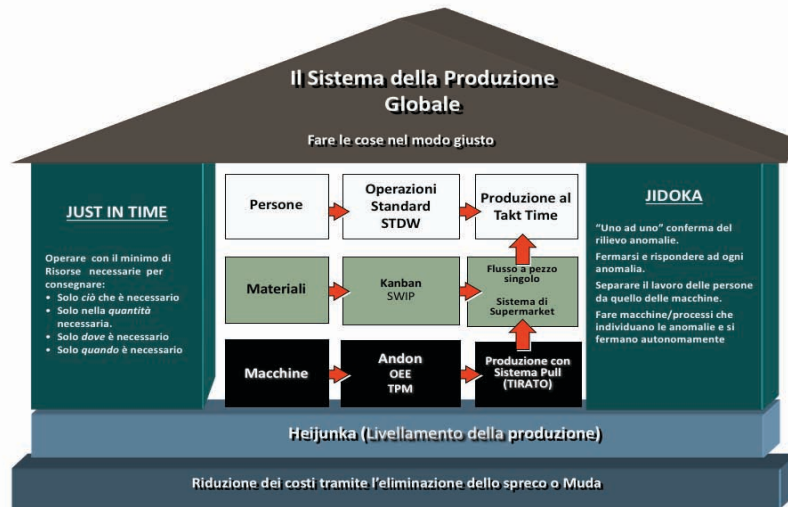 Il Sistema della Produzione
Globale
Fare le cose nel modo giusto
JUST IN TIME
Operare con il minimo di
Risorse necessarie per
consegnare:
• Solo ciò che è necessario
• Solo nella quantità
necessaria.
• Solo dove è necessario
• Solo quando è necessario
Persone
Operazioni
Standard
STDW
Produzione al
Takt Time
Materiali
Kanban
SWIP
Flusso a pezzo
singolo
Sistema di
Supermarket
Macchine
Andon
OEE
TPM
Produzione con
Sistema Pull
(TIRATO)
JIDOKA
“Uno ad uno” conferma del
rilievo anomalie.
Fermarsi e rispondere ad ogni
anomalia.
Separare il lavoro delle persone
da quello delle macchine.
Fare macchine/processi che
individuano le anomalie e si
fermano autonomamente
Heijunka (Livellamento della produzione)
Riduzione dei costi tramite l’eliminazione dello spreco o Muda